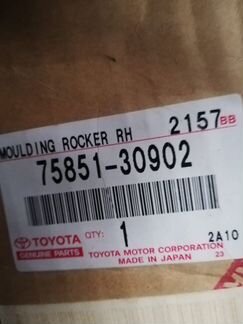 MOULDING ROCKER RH 2157BB
75851-30902
TOYOTA QTY: 1 2A10
GENUINE PARTS TOYOTA MOTOR CORPORATION
MADE IN JAPAN 23